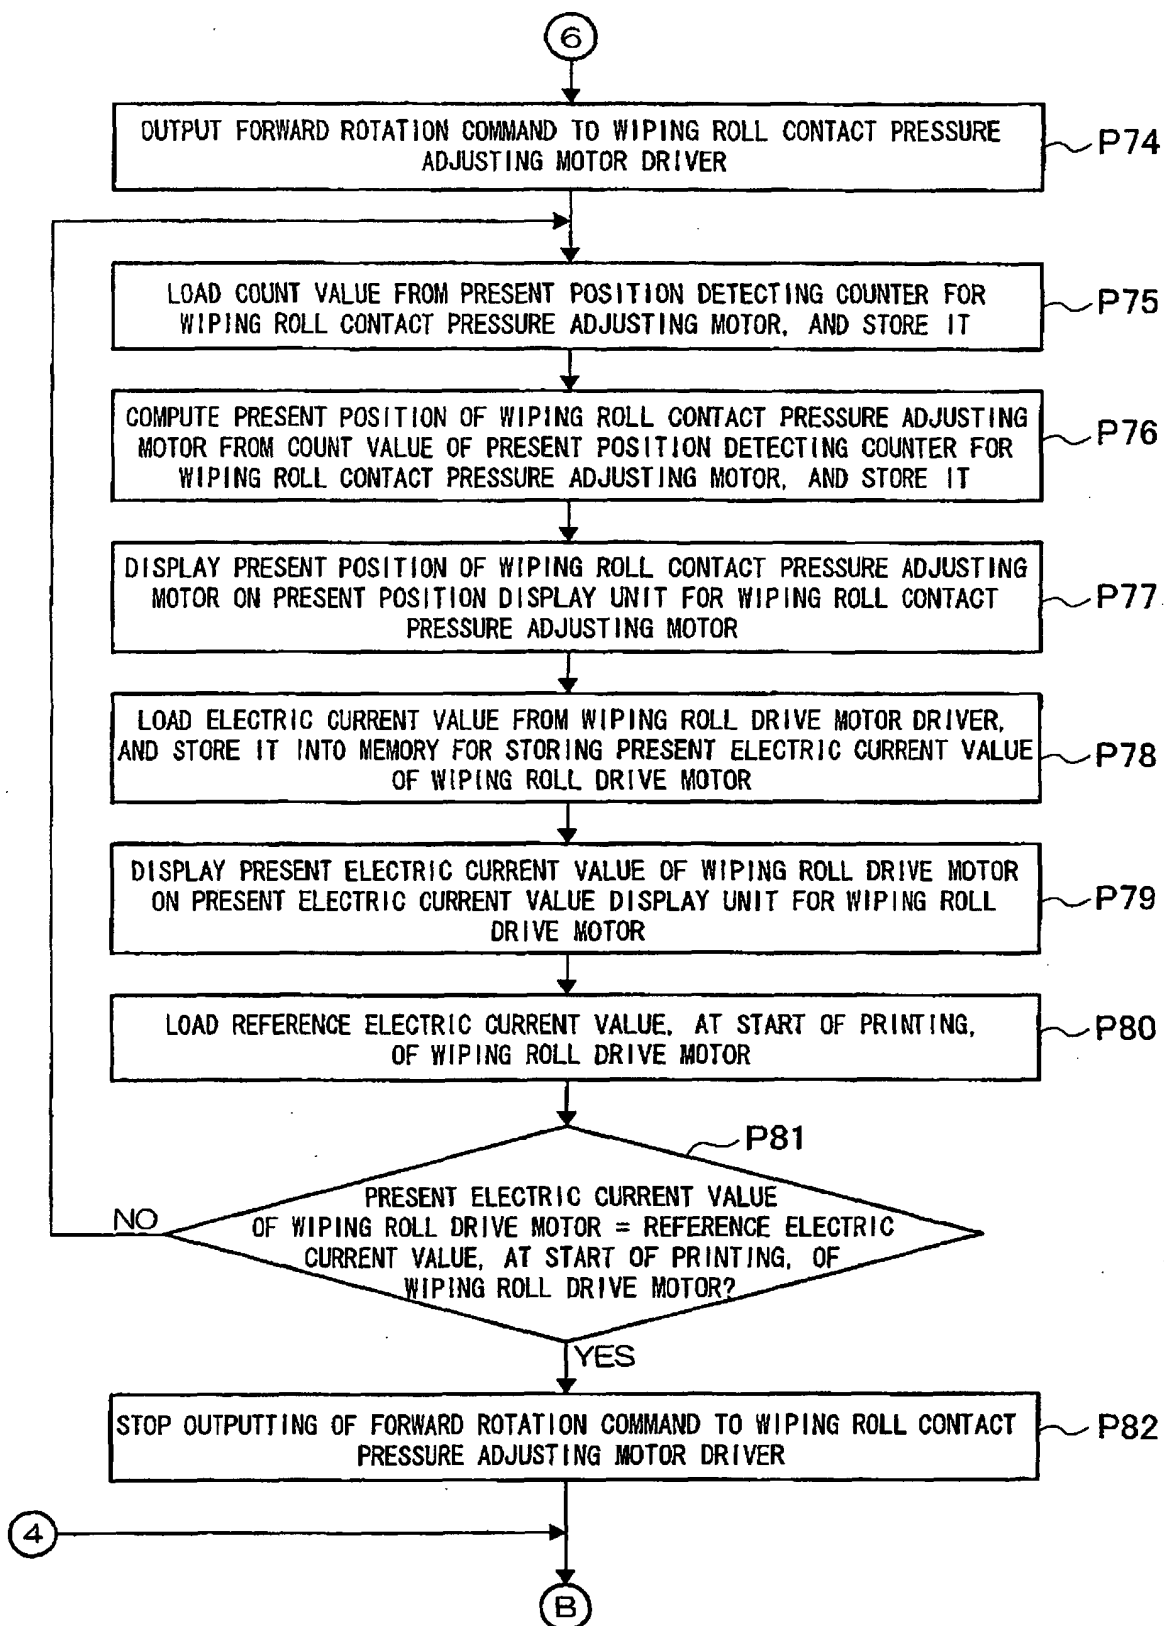 6
OUTPUT FORWARD ROTATION COMMAND TO WIPING ROLL CONTACT PRESSURE
ADJUSTING MOTOR DRIVER
P74
LOAD COUNT VALUE FROM PRESENT POSITION DETECTING COUNTER FOR
WIPING ROLL CONTACT PRESSURE ADJUSTING MOTOR, AND STORE IT
P75
COMPUTE PRESENT POSITION OF WIPING ROLL CONTACT PRESSURE ADJUSTING
MOTOR FROM COUNT VALUE OF PRESENT POSITION DETECTING COUNTER FOR
WIPING ROLL CONTACT PRESSURE ADJUSTING MOTOR, AND STORE IT
P76
DISPLAY PRESENT POSITION OF WIPING ROLL CONTACT PRESSURE ADJUSTING
MOTOR ON PRESENT POSITION DISPLAY UNIT FOR WIPING ROLL CONTACT
PRESSURE ADJUSTING MOTOR
P77
LOAD ELECTRIC CURRENT VALUE FROM WIPING ROLL DRIVE MOTOR DRIVER,
AND STORE IT INTO MEMORY FOR STORING PRESENT ELECTRIC CURRENT VALUE
OF WIPING ROLL DRIVE MOTOR
P78
DISPLAY PRESENT ELECTRIC CURRENT VALUE OF WIPING ROLL DRIVE MOTOR
ON PRESENT ELECTRIC CURRENT VALUE DISPLAY UNIT FOR WIPING ROLL
DRIVE MOTOR
P79
LOAD REFERENCE ELECTRIC CURRENT VALUE, AT START OF PRINTING,
OF WIPING ROLL DRIVE MOTOR
P80
P81
PRESENT ELECTRIC CURRENT VALUE
OF WIPING ROLL DRIVE MOTOR = REFERENCE ELECTRIC
CURRENT VALUE, AT START OF PRINTING, OF
WIPING ROLL DRIVE MOTOR?
NO
YES
STOP OUTPUTTING OF FORWARD ROTATION COMMAND TO WIPING ROLL CONTACT
PRESSURE ADJUSTING MOTOR DRIVER
P82
4
B